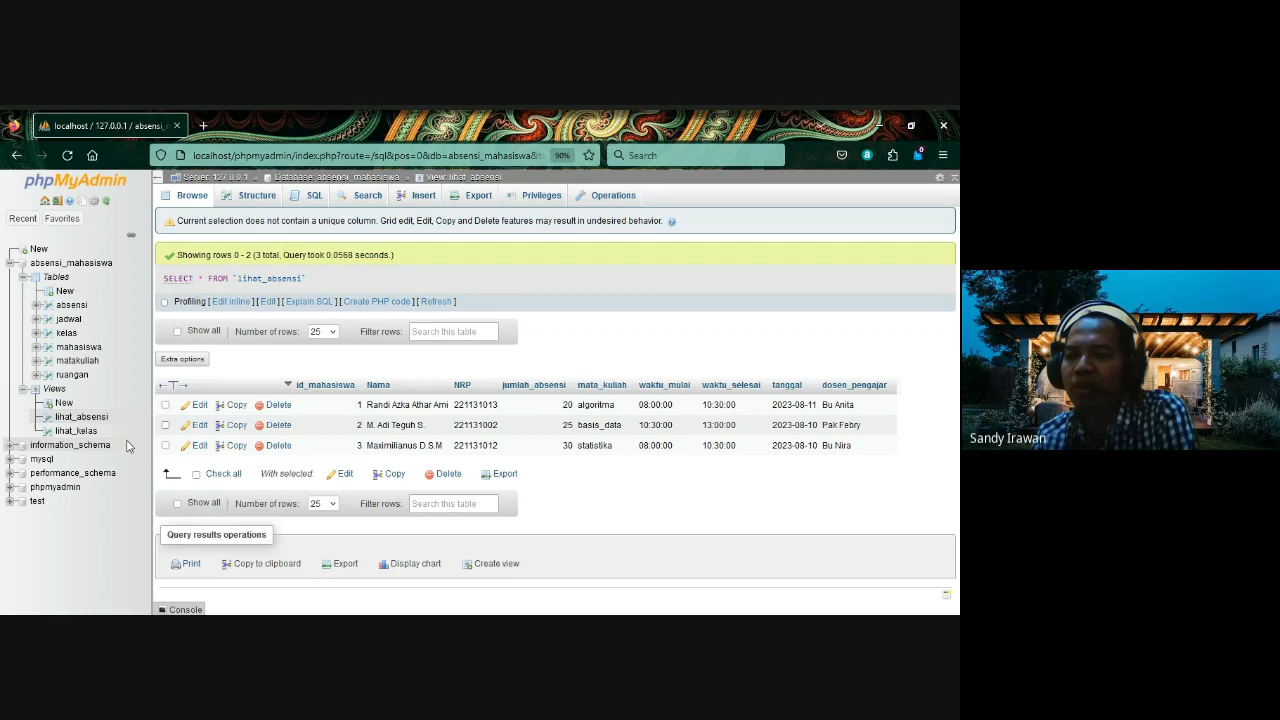 localhost / 127.0.0.1 / absensi_m
localhost/phpmyadmin/index.php?route=/sql&pos=0&db=absensi_mahasiswa&t
90%
Search
phpMyAdmin
Recent
Favorites
New
absensi_mahasiswa
Tables
New
absensi
jadwal
kelas
mahasiswa
matakuliah
ruangan
Views
New
lihat_absensi
lihat_kelas
information_schema
mysql
performance_schema
phpmyadmin
test
Server: 127.0.0.1 » Database: absensi_mahasiswa » View: lihat_absensi
Browse Structure SQL Search Insert Export Privileges Operations
Current selection does not contain a unique column. Grid edit, Edit, Copy and Delete features may result in undesired behavior.
Showing rows 0 - 2 (3 total, Query took 0.0568 seconds.)
SELECT * FROM `lihat_absensi`
Profiling [ Edit inline ] [ Edit ] [ Explain SQL ] [ Create PHP code ] [ Refresh ]
Show all Number of rows: 25 Filter rows: Search this table
Extra options
id_mahasiswa Nama NRP jumlah_absensi mata_kuliah waktu_mulai waktu_selesai tanggal dosen_pengajar
Edit Copy Delete 1 Randi Azka Athar Arni 221131013 20 algoritma 08:00:00 10:30:00 2023-08-11 Bu Anita
Edit Copy Delete 2 M. Adi Teguh S. 221131002 25 basis_data 10:30:00 13:00:00 2023-08-10 Pak Febry
Edit Copy Delete 3 Maximilianus D.S.M 221131012 30 statistika 08:00:00 10:30:00 2023-08-10 Bu Nira
Check all With selected: Edit Copy Delete Export
Show all Number of rows: 25 Filter rows: Search this table
Query results operations
Print Copy to clipboard Export Display chart Create view
Console
Sandy Irawan